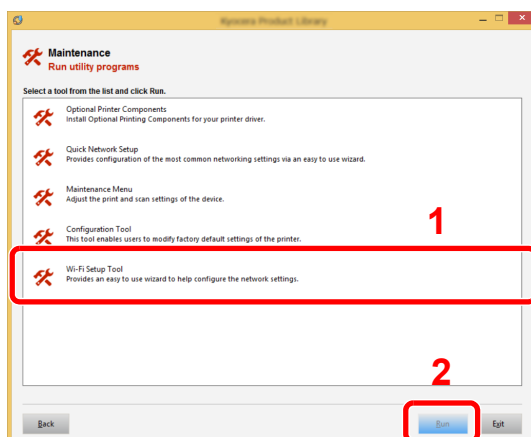 Kyocera Product Library
Maintenance
Run utility programs
Select a tool from the list and click Run.
Optional Printer Components
Install Optional Printing Components for your printer driver.
Quick Network Setup
Provides configuration of the most common networking settings via an easy to use wizard.
Maintenance Menu
Adjust the print and scan settings of the device.
1
Configuration Tool
This tool enables users to modify factory default settings of the printer.
Wi-Fi Setup Tool
Provides an easy to use wizard to help configure the network settings.
2
Back
Run
Exit